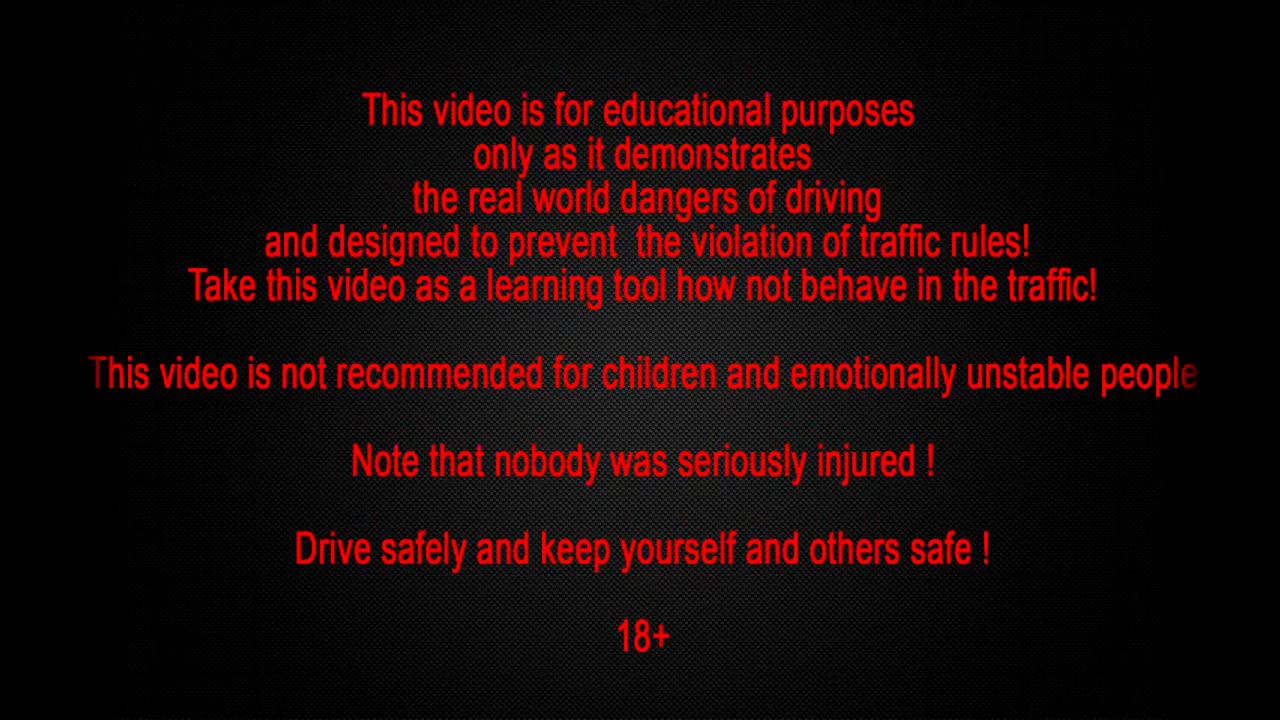 This video is for educational purposes
only as it demonstrates
the real world dangers of driving
and designed to prevent  the violation of traffic rules!
Take this video as a learning tool how not behave in the traffic!
This video is not recommended for children and emotionally unstable people
Note that nobody was seriously injured !
Drive safely and keep yourself and others safe !
18+